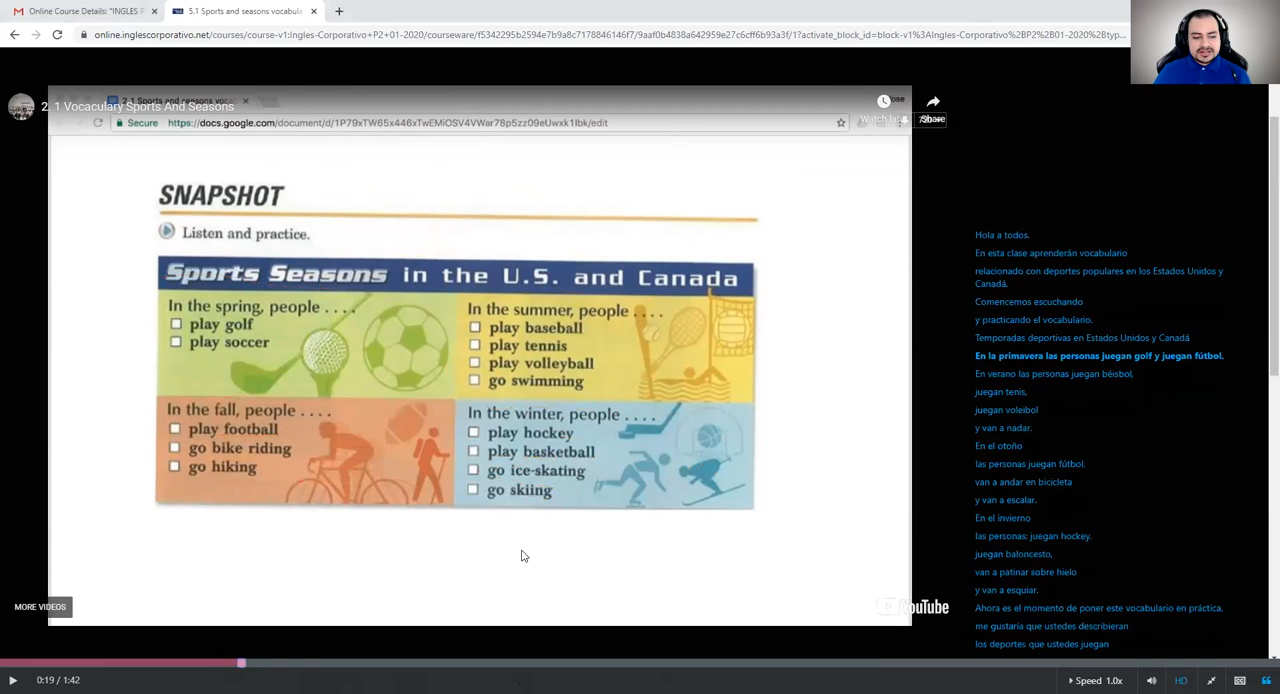 Online Course Details: "INGLES P
5.1 Sports and seasons vocabula
online.inglescorporativo.net/courses/course-v1:Ingles-Corporativo+P2+01-2020/courseware/f5342295b2594e7b9a8c7178846146f7/9aaf0b4838a642959e27c6cff6b93a3f/1?activate_block_id=block-v1%3AIngles-Corporativo%2BP2%2B01-2020%2Btyp...
2. 1 Vocaculary Sports And Seasons
Secure
https://docs.google.com/document/d/1P79xTW65x446xTwEMiOSV4VWar78p5zz09eUwxk1Ibk/edit
Watch later
Share
SNAPSHOT
Listen and practice.
Sports Seasons in the U.S. and Canada
In the spring, people . . . .
play golf
play soccer
In the summer, people . . . .
play baseball
play tennis
play volleyball
go swimming
In the fall, people . . . .
play football
go bike riding
go hiking
In the winter, people . . . .
play hockey
play basketball
go ice-skating
go skiing
MORE VIDEOS
YouTube
Hola a todos.
En esta clase aprenderán vocabulario
relacionado con deportes populares en los Estados Unidos y
Canadá.
Comencemos escuchando
y practicando el vocabulario.
Temporadas deportivas en Estados Unidos y Canadá
En la primavera las personas juegan golf y juegan fútbol.
En verano las personas juegan béisbol,
juegan tenis,
juegan voleibol
y van a nadar.
En el otoño
las personas juegan fútbol.
van a andar en bicicleta
y van a escalar.
En el invierno
las personas: juegan hockey.
juegan baloncesto,
van a patinar sobre hielo
y van a esquiar.
Ahora es el momento de poner este vocabulario en práctica,
me gustaría que ustedes describieran
los deportes que ustedes juegan
0:19 / 1:42
Speed 1.0x
HD